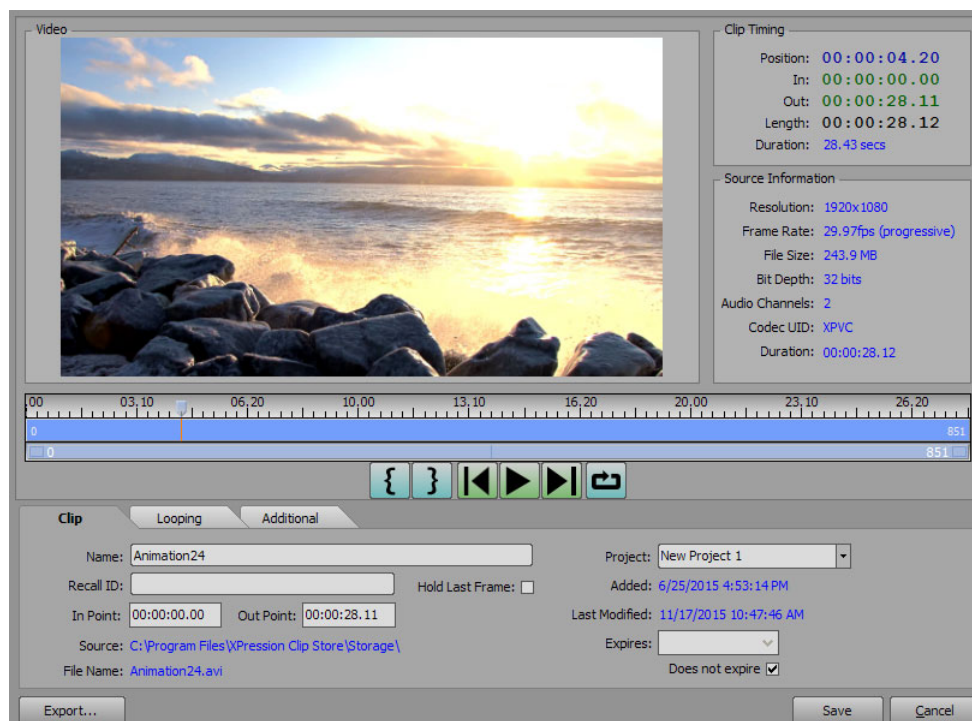 Video
Clip Timing
Position: 00:00:04.20
In: 00:00:00.00
Out: 00:00:28.11
Length: 00:00:28.12
Duration: 28.43 secs
Source Information
Resolution: 1920x1080
Frame Rate: 29.97fps (progressive)
File Size: 243.9 MB
Bit Depth: 32 bits
Audio Channels: 2
Codec UID: XPVC
Duration: 00:00:28.12
:00 03.10 06.20 10.00 13.10 16.20 20.00 23.10 26.20
0 851
0 851
{ }
Clip Looping Additional
Name: Animation24
Recall ID:
Hold Last Frame:
In Point: 00:00:00.00 Out Point: 00:00:28.11
Source: C:\Program Files\XPression Clip Store\Storage\
File Name: Animation24.avi
Project: New Project 1
Added: 6/25/2015 4:53:14 PM
Last Modified: 11/17/2015 10:47:46 AM
Expires:
Does not expire
Export... Save Cancel